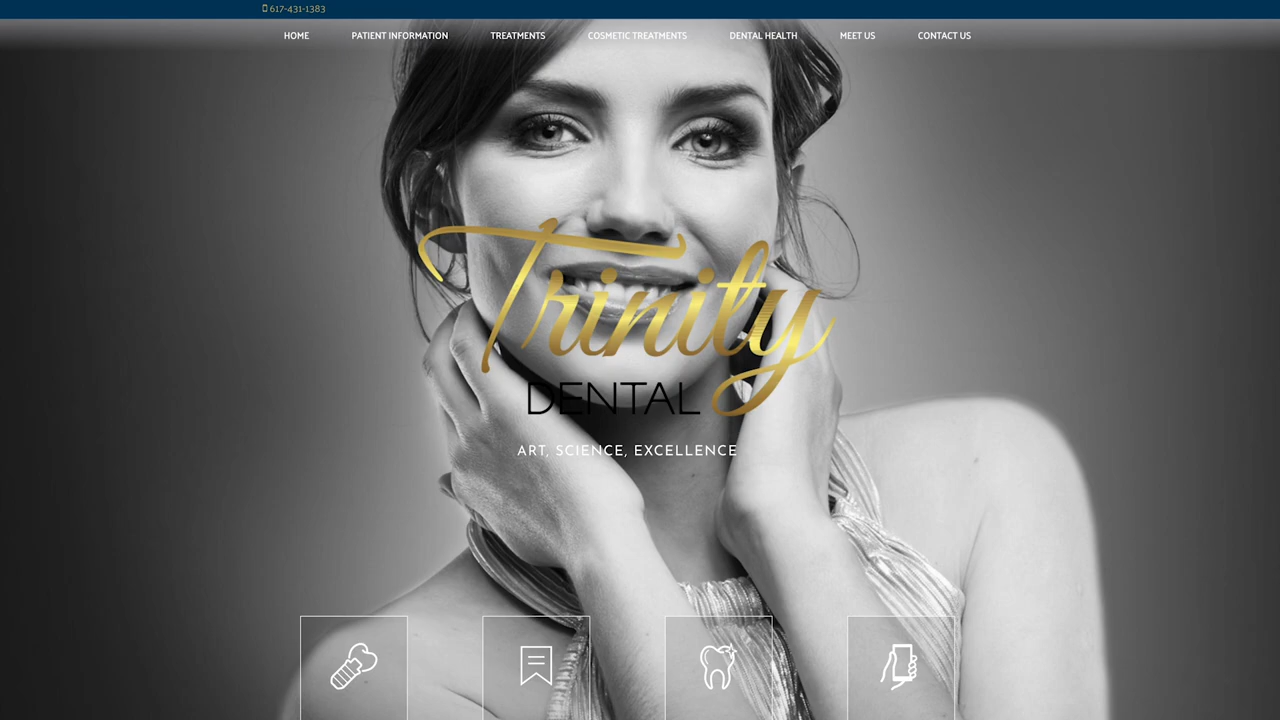 617-431-1383
HOME PATIENT INFORMATION TREATMENTS COSMETIC TREATMENTS DENTAL HEALTH MEET US CONTACT US
Trinity
DENTAL
ART, SCIENCE, EXCELLENCE